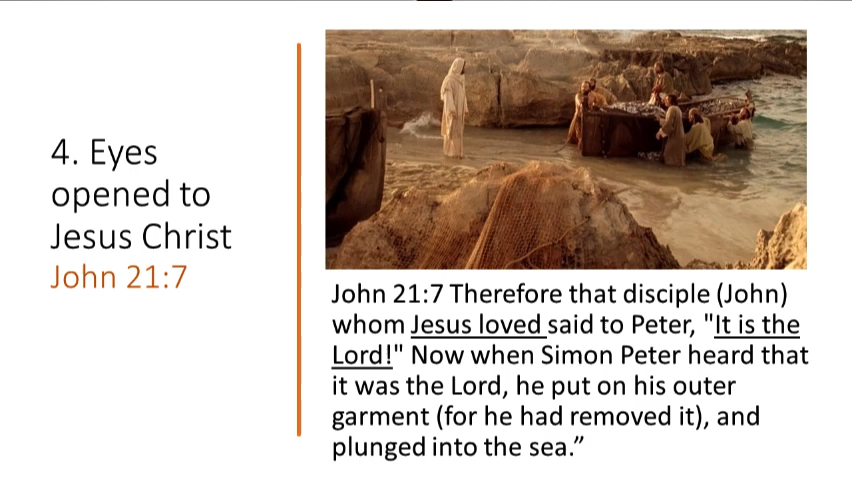 4. Eyes
opened to
Jesus Christ
John 21:7
John 21:7 Therefore that disciple (John)
whom Jesus loved said to Peter, "It is the
Lord!" Now when Simon Peter heard that
it was the Lord, he put on his outer
garment (for he had removed it), and
plunged into the sea.”